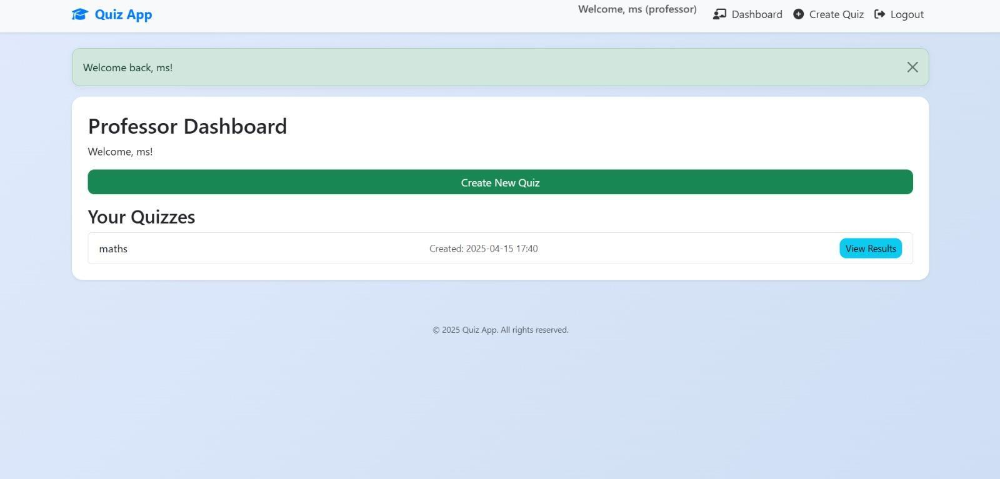 Quiz App
Welcome, ms (professor)
Dashboard
Create Quiz
Logout
Welcome back, ms!
Professor Dashboard
Welcome, ms!
Create New Quiz
Your Quizzes
maths Created: 2025-04-15 17:40 View Results
© 2025 Quiz App. All rights reserved.